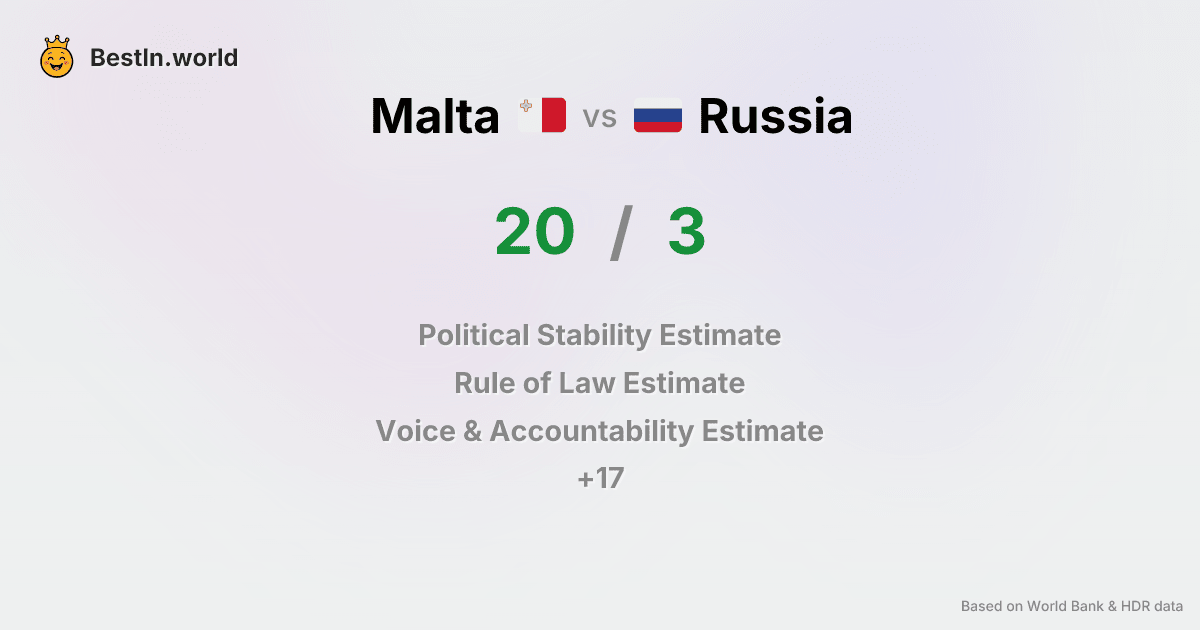 BestIn.world
Malta vs Russia
20 / 3
Political Stability Estimate
Rule of Law Estimate
Voice & Accountability Estimate
+17
Based on World Bank & HDR data